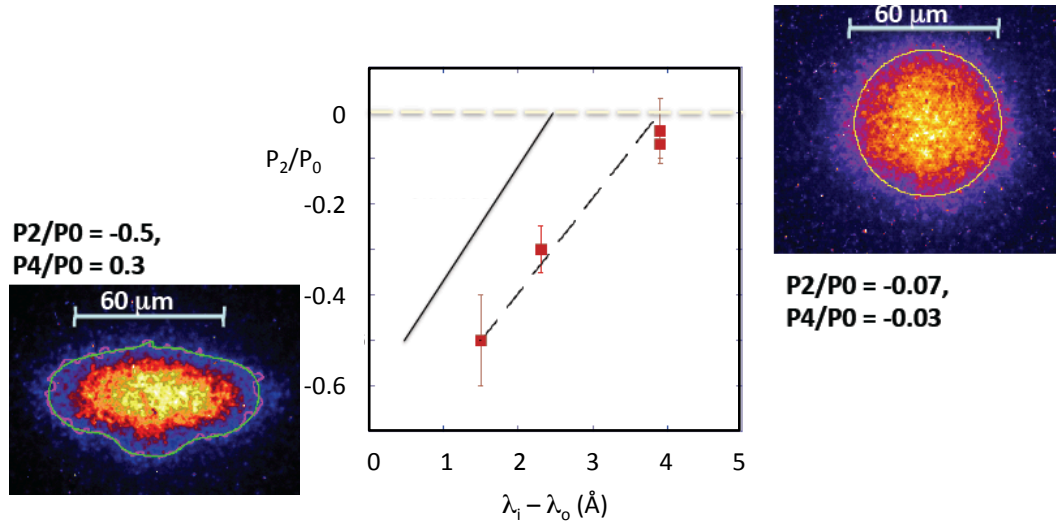 60 μm
P2/P0 = -0.5,
P4/P0 = 0.3
60 μm
P₂/P₀
0
-0.2
-0.4
-0.6
0 1 2 3 4 5
λᵢ – λₒ (Å)
60 μm
P2/P0 = -0.07,
P4/P0 = -0.03